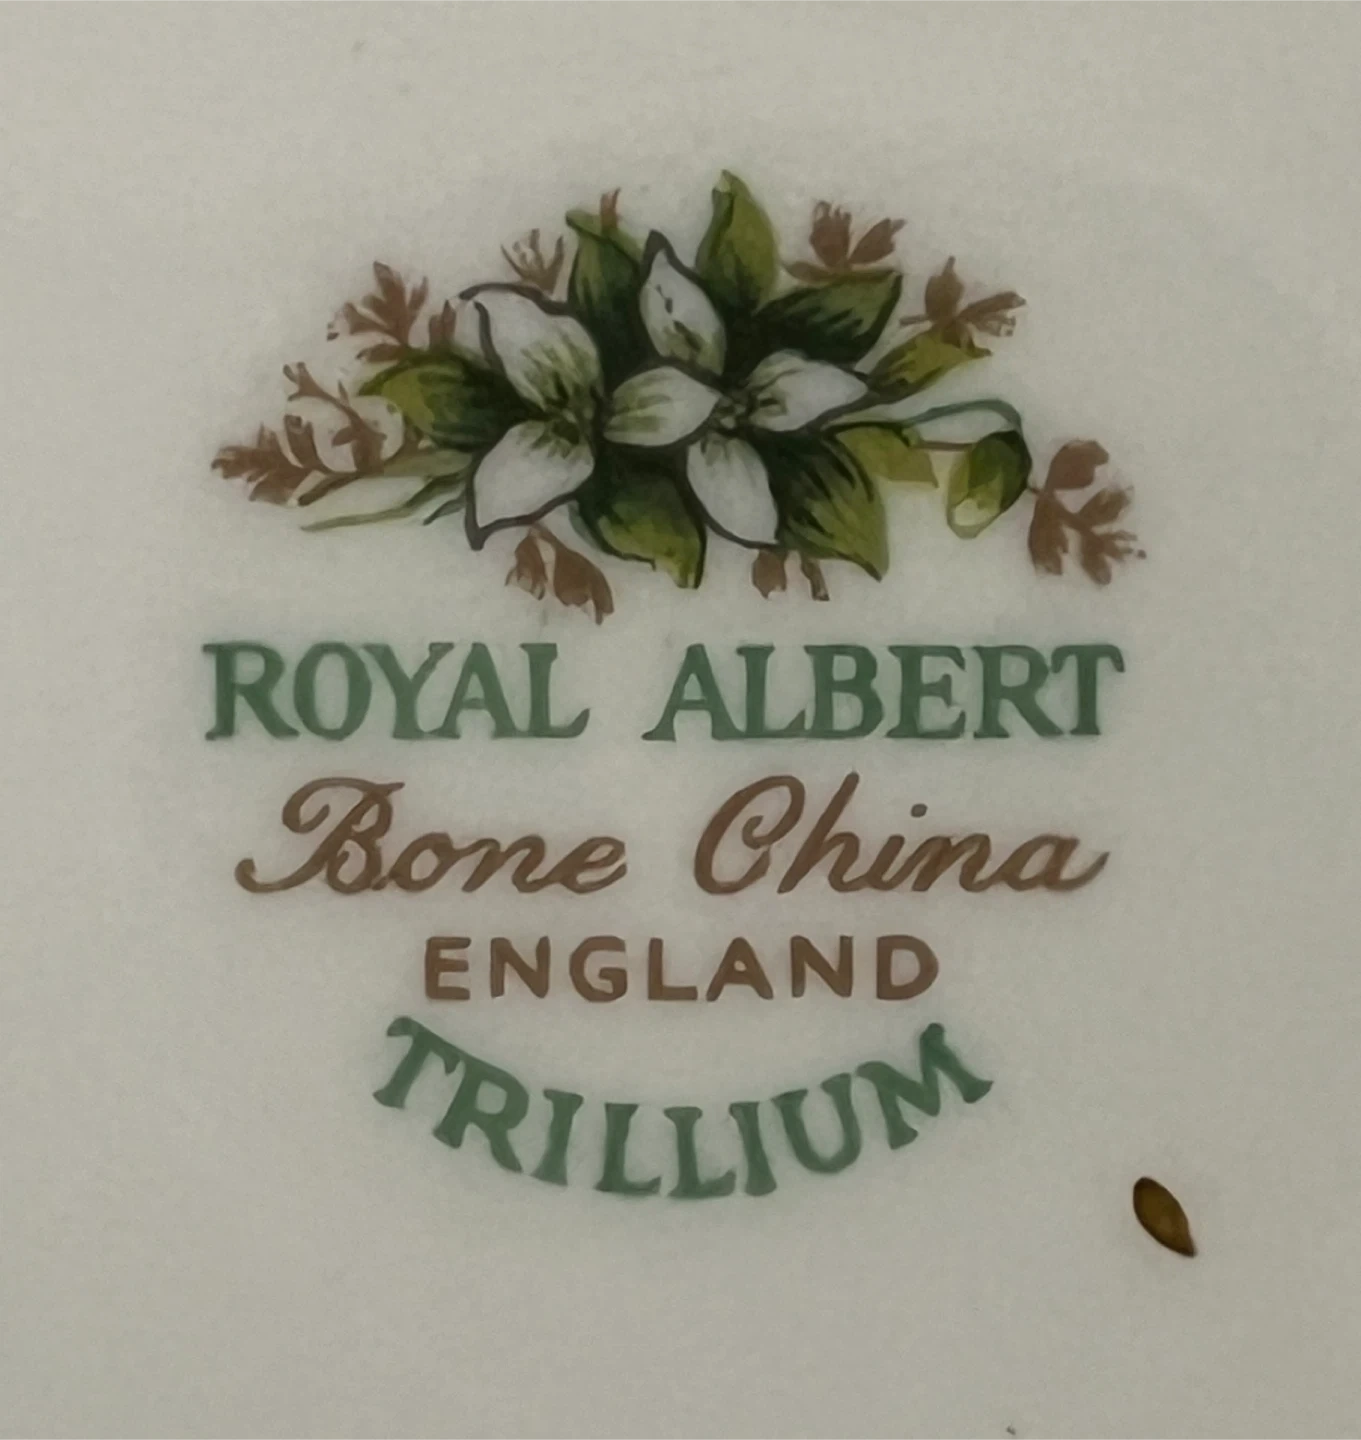 ROYAL ALBERT
Bone China
ENGLAND
TRILLIUM